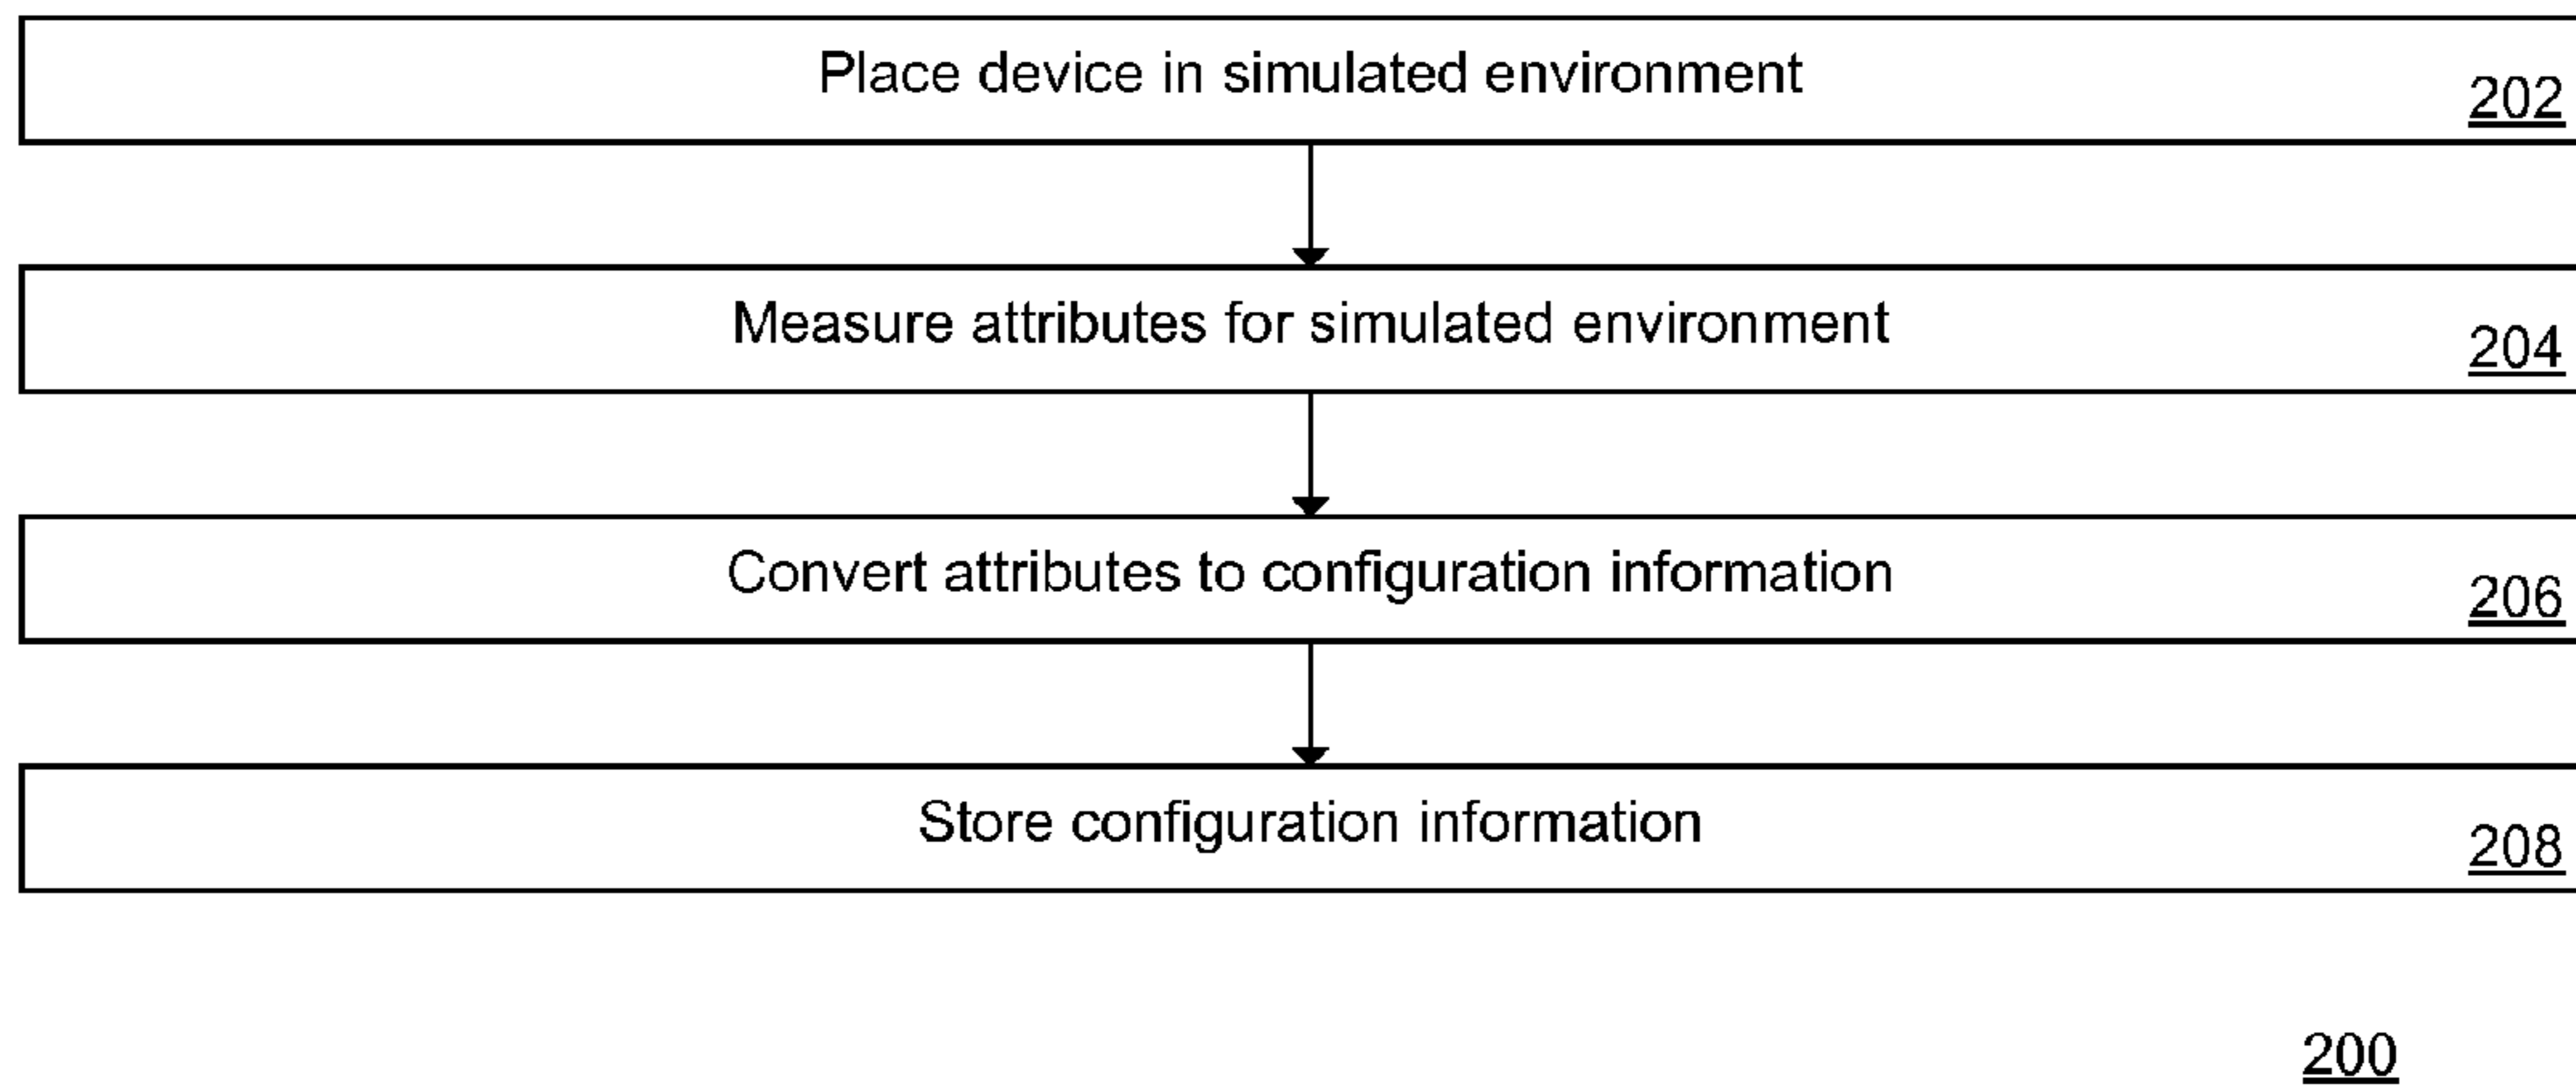 Place device in simulated environment
202
Measure attributes for simulated environment
204
Convert attributes to configuration information
206
Store configuration information
208
200